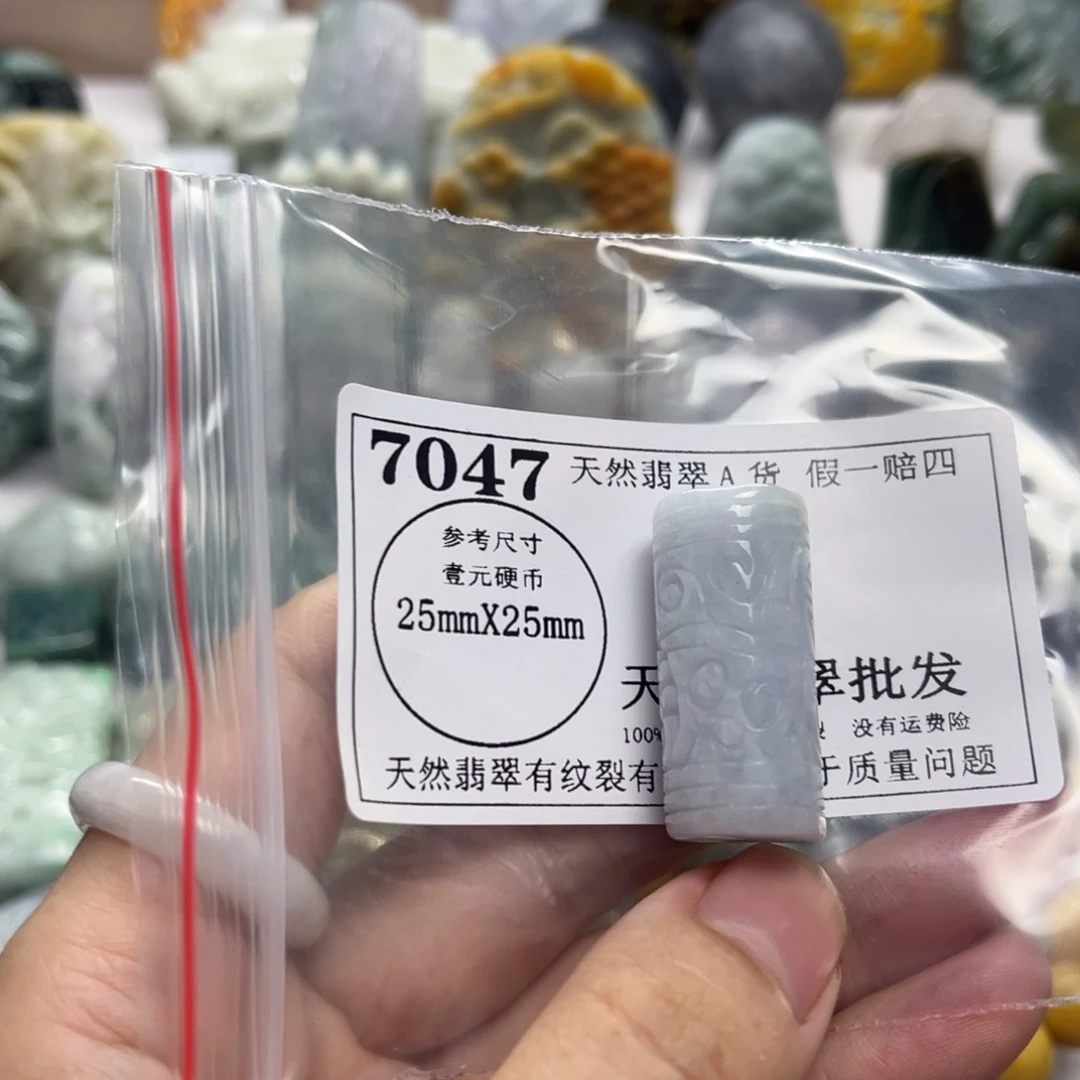 7047 天然翡翠A货 假一赔四
参考尺寸
壹元硬币
25mmX25mm
天 翠批发
100% 没有运费险
天然翡翠有纹裂有 于质量问题